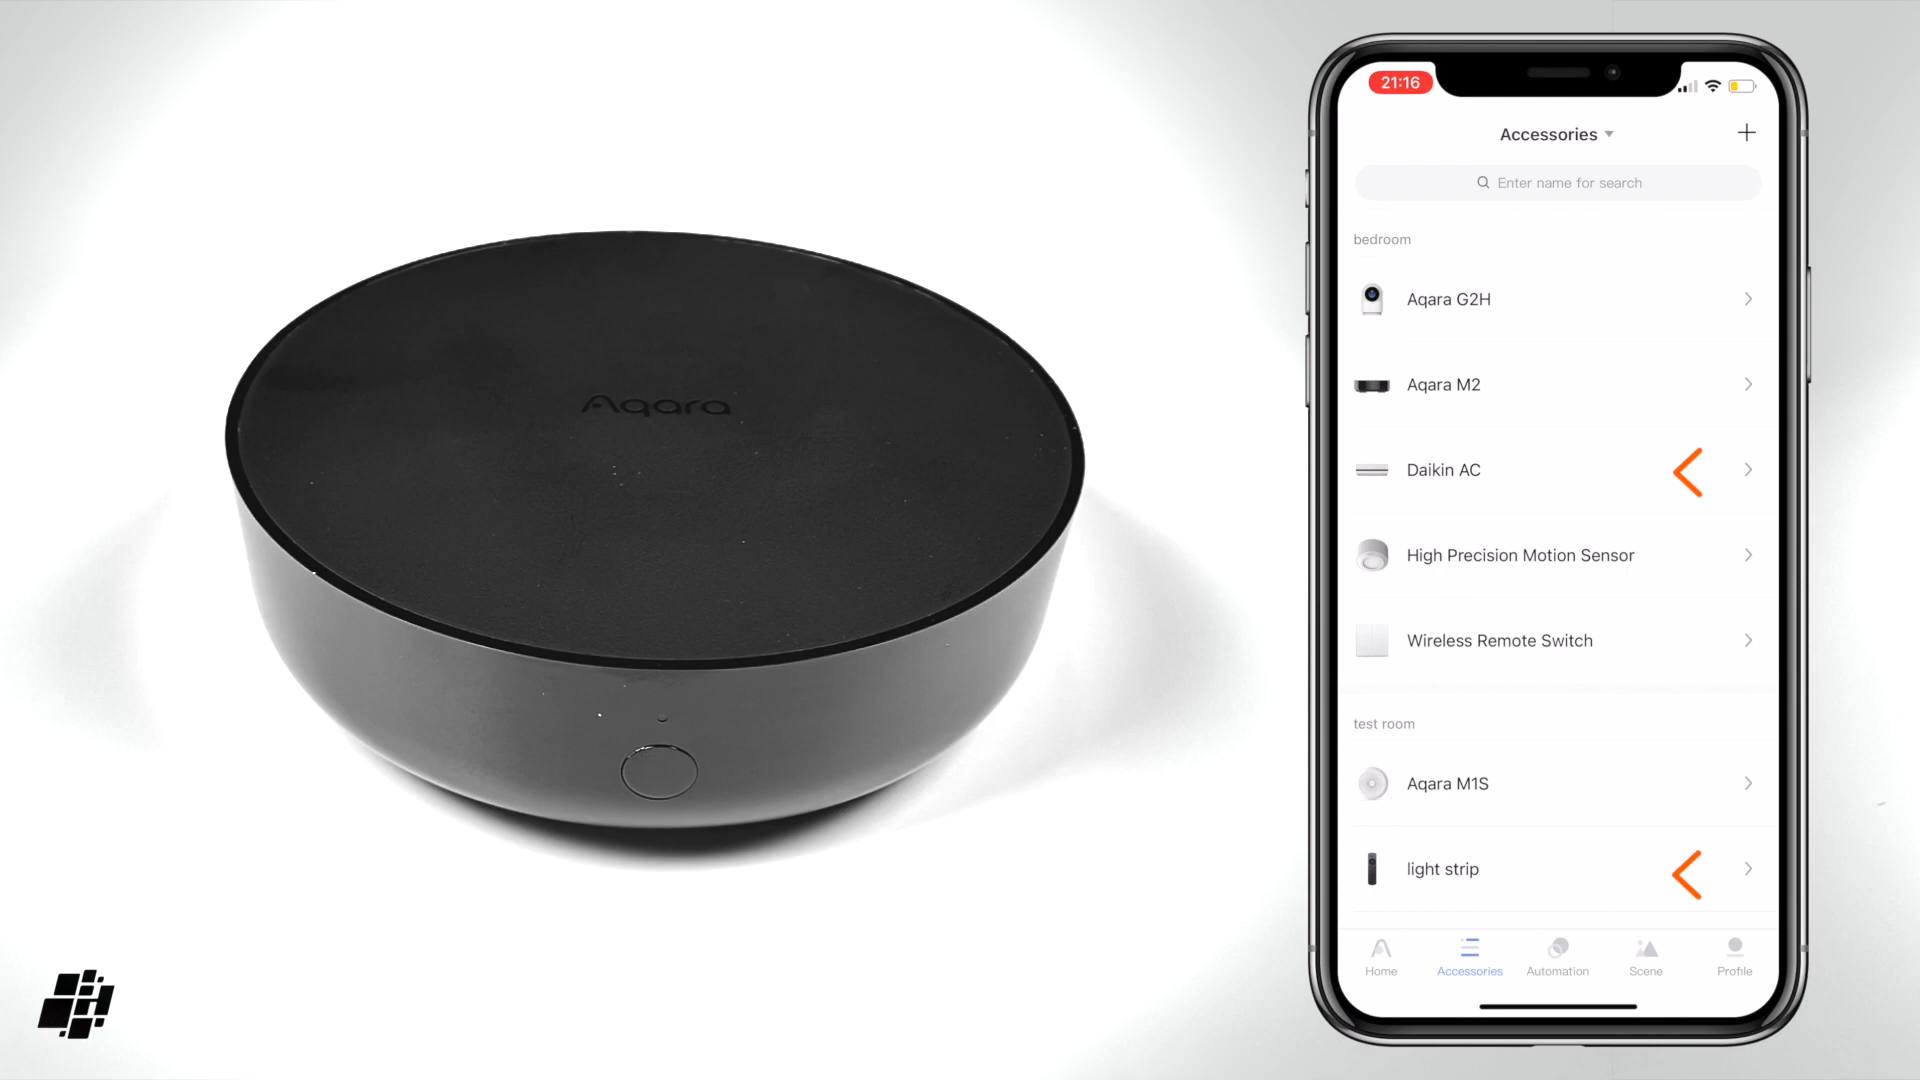 Aqara
21:16
Accessories
Enter name for search
bedroom
Aqara G2H
Aqara M2
Daikin AC
High Precision Motion Sensor
Wireless Remote Switch
test room
Aqara M1S
light strip
Home
Accessories
Automation
Scene
Profile